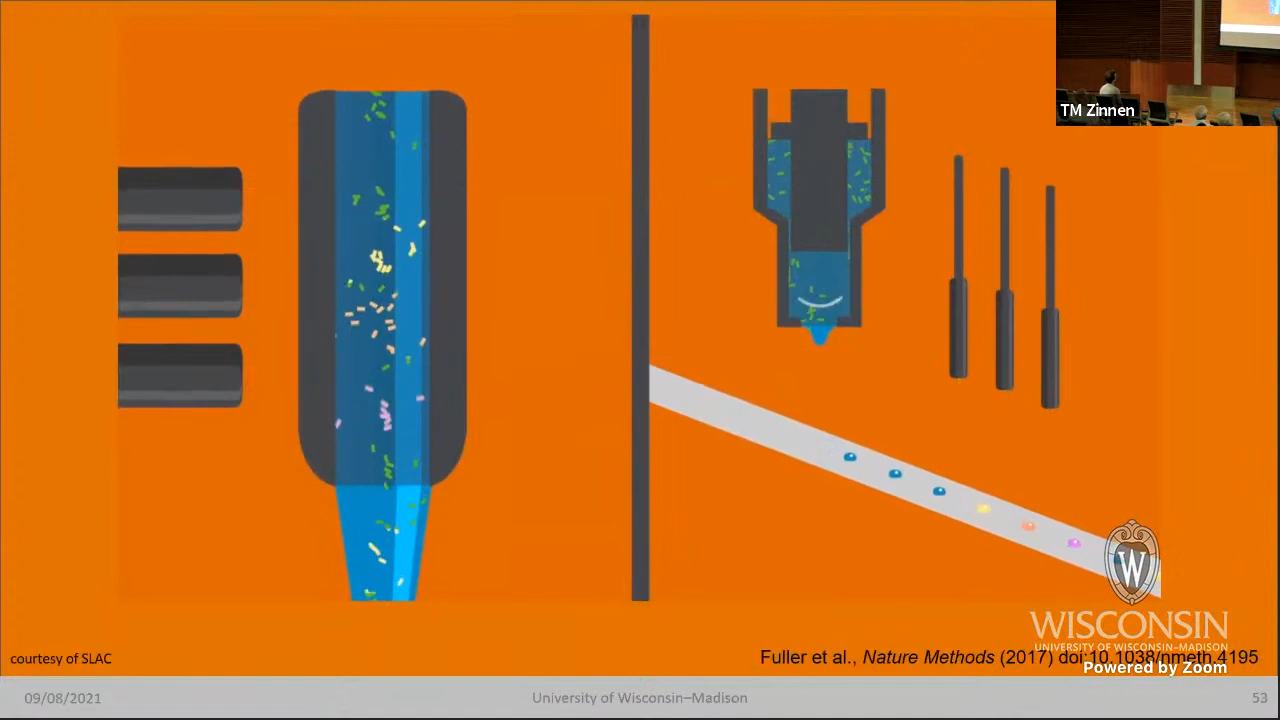 TM Zinnen
W
WISCONSIN
UNIVERSITY OF WISCONSIN–MADISON
courtesy of SLAC
Fuller et al., Nature Methods (2017) doi:10.1038/nmeth.4195
Powered by Zoom
09/08/2021
University of Wisconsin–Madison
53